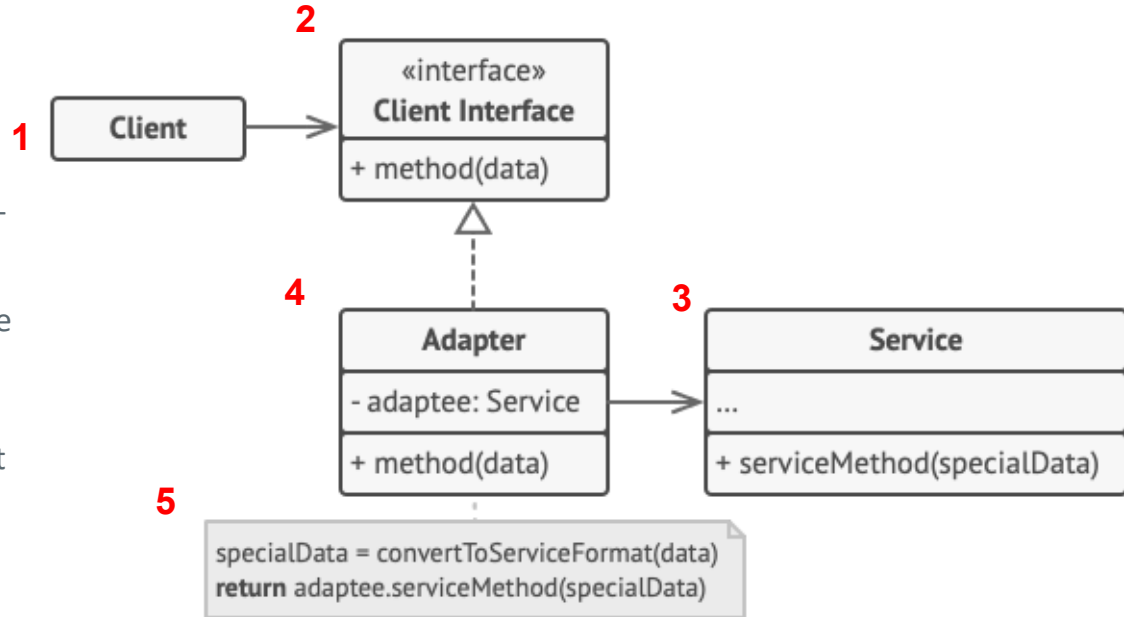 2
«interface»
Client Interface
+ method(data)
1
Client
4
Adapter
- adaptee: Service
+ method(data)
3
Service
...
+ serviceMethod(specialData)
5
specialData = convertToServiceFormat(data)
return adaptee.serviceMethod(specialData)